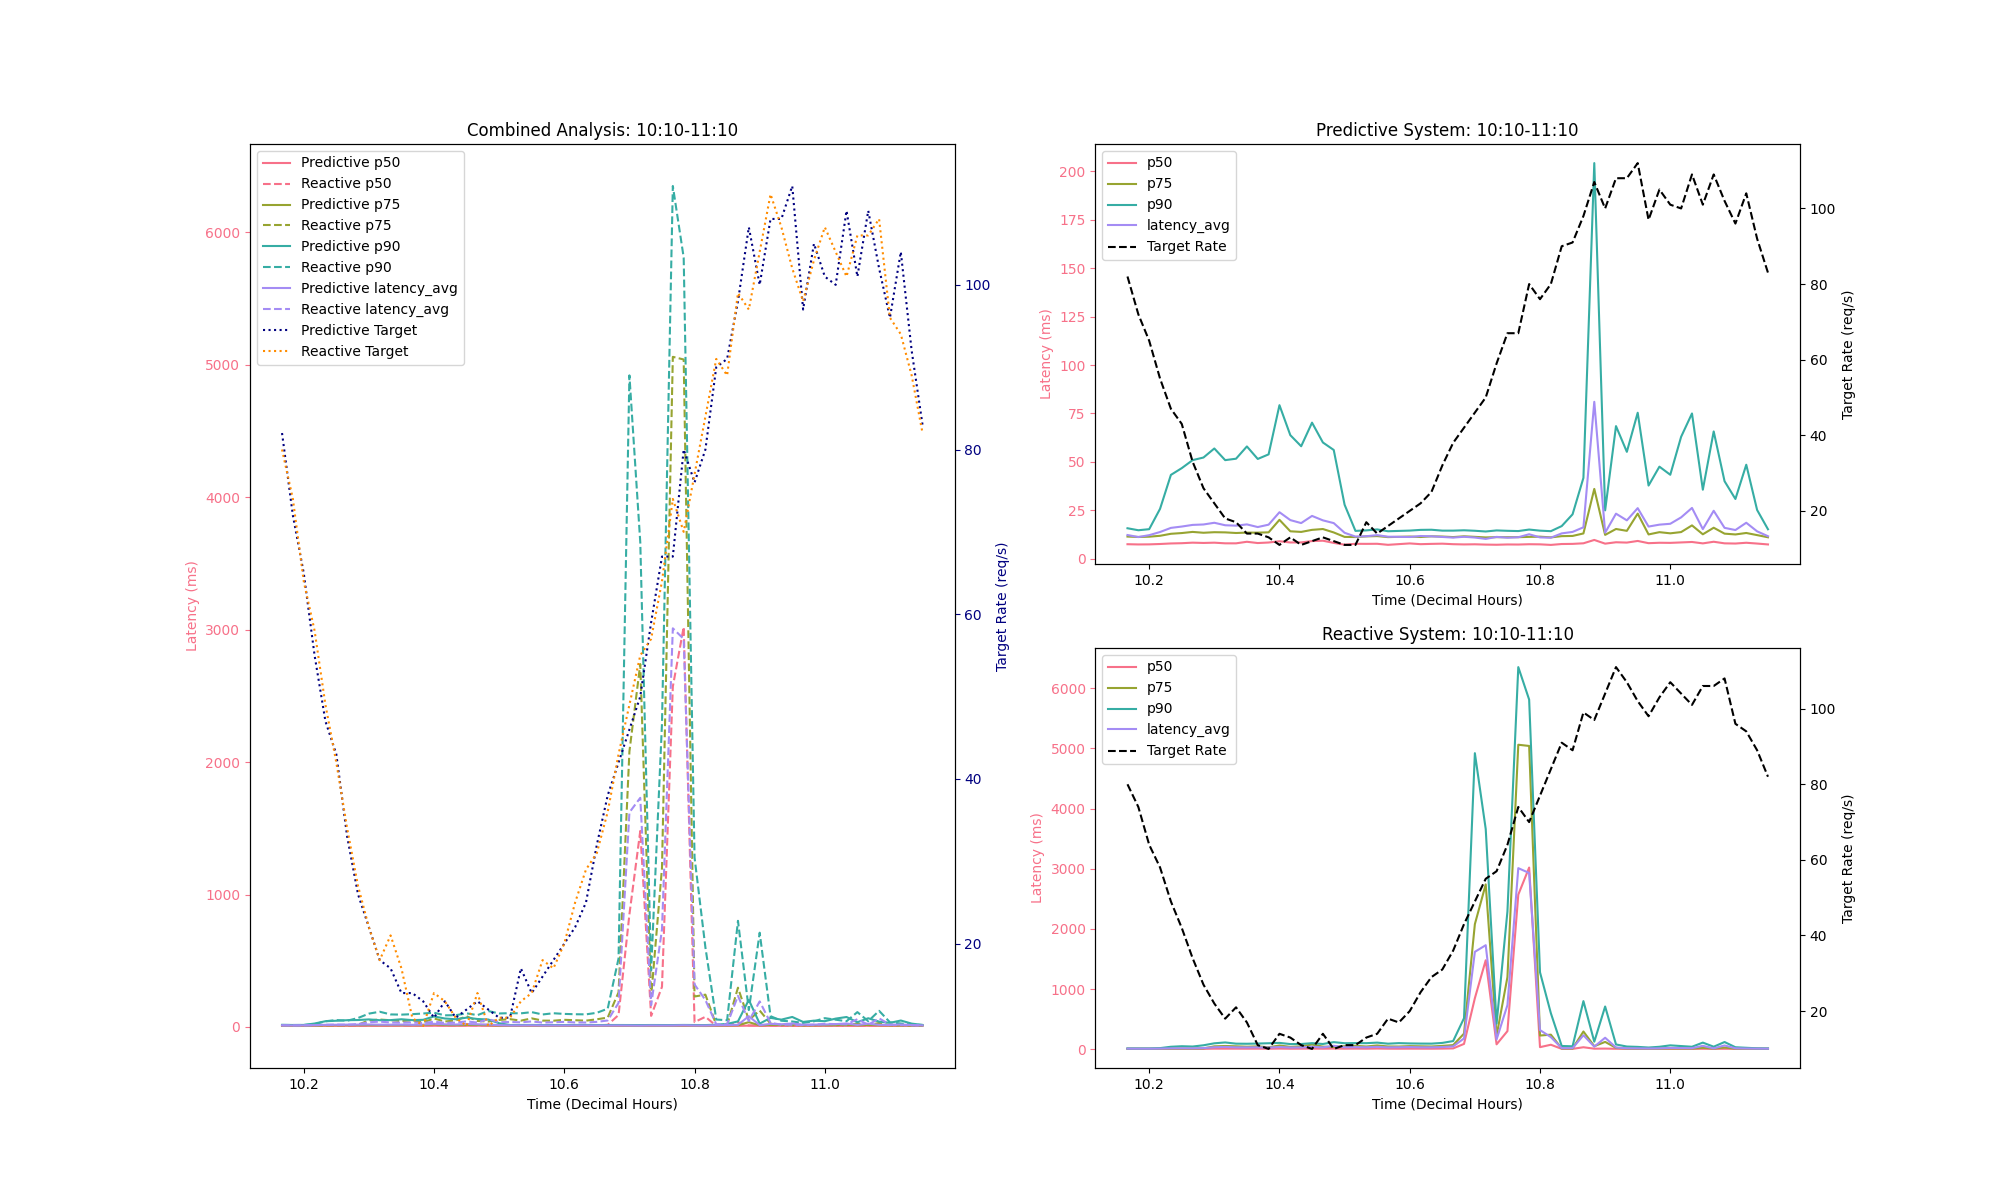 Combined Analysis: 10:10-11:10
Predictive p50
Reactive p50
Predictive p75
Reactive p75
Predictive p90
Reactive p90
Predictive latency_avg
Reactive latency_avg
Predictive Target
Reactive Target
Latency (ms)
6000
5000
4000
3000
2000
1000
0
100
80
60
40
20
Target Rate (req/s)
10.2 10.4 10.6 10.8 11.0
Time (Decimal Hours)
Predictive System: 10:10-11:10
p50
p75
p90
latency_avg
Target Rate
Latency (ms)
200
175
150
125
100
75
50
25
0
100
80
60
40
20
Target Rate (req/s)
10.2 10.4 10.6 10.8 11.0
Time (Decimal Hours)
Reactive System: 10:10-11:10
p50
p75
p90
latency_avg
Target Rate
Latency (ms)
6000
5000
4000
3000
2000
1000
0
100
80
60
40
20
Target Rate (req/s)
10.2 10.4 10.6 10.8 11.0
Time (Decimal Hours)